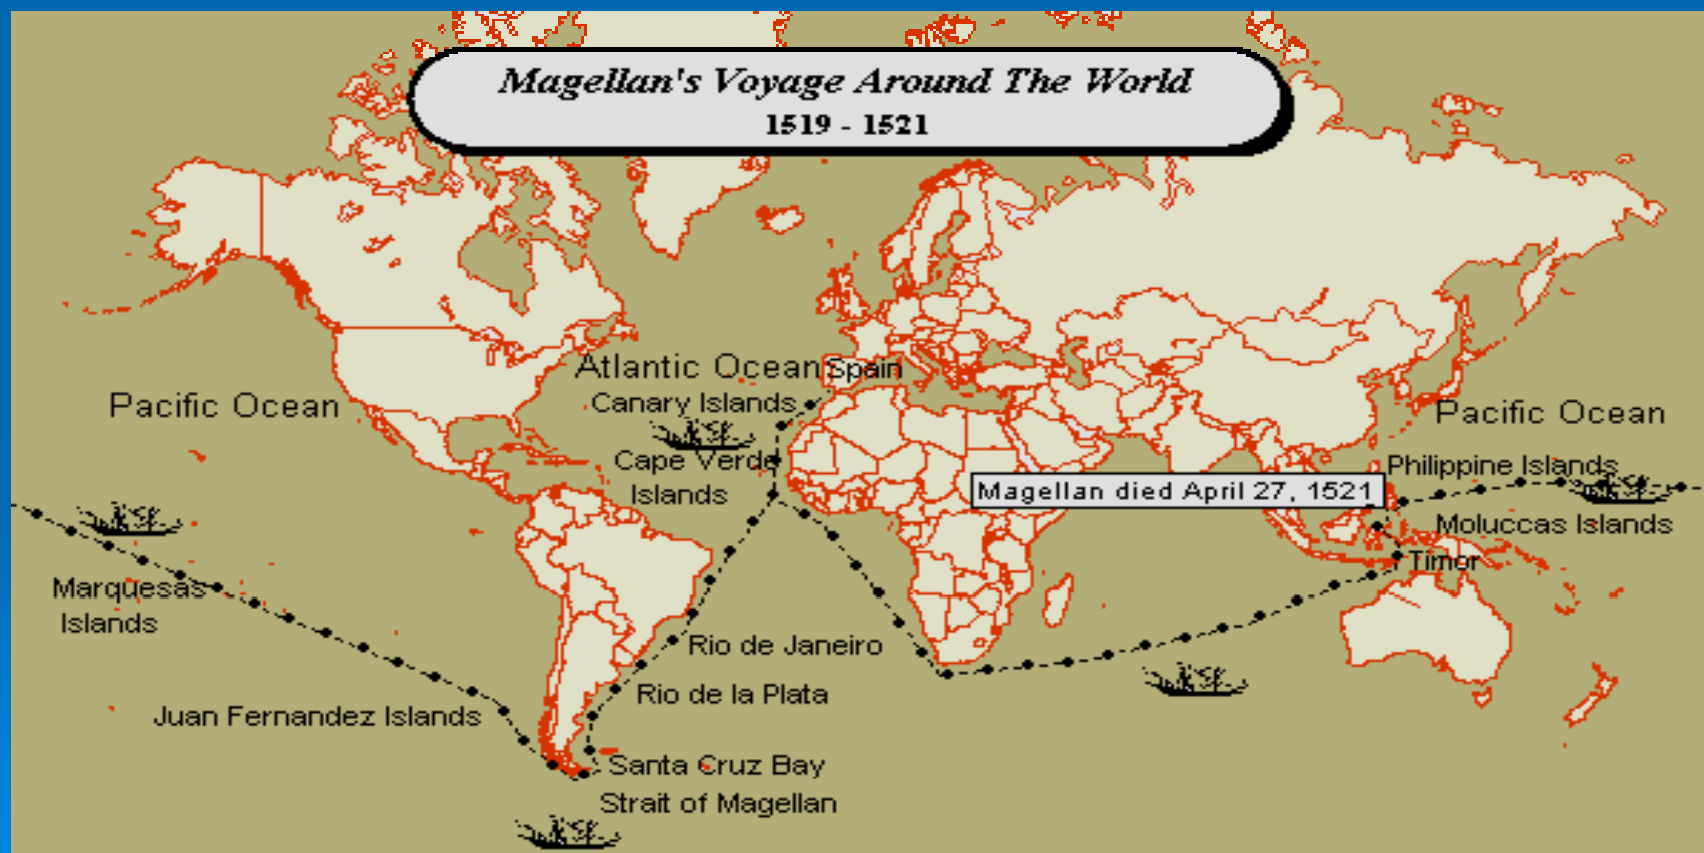 Magellan's Voyage Around The World
1519 - 1521
Atlantic Ocean
Spain
Pacific Ocean
Canary Islands
Pacific Ocean
Cape Verde
Islands
Philippine Islands
Magellan died April 27, 1521
Moluccas Islands
Timor
Marquesas
Islands
Rio de Janeiro
Rio de la Plata
Juan Fernandez Islands
Santa Cruz Bay
Strait of Magellan